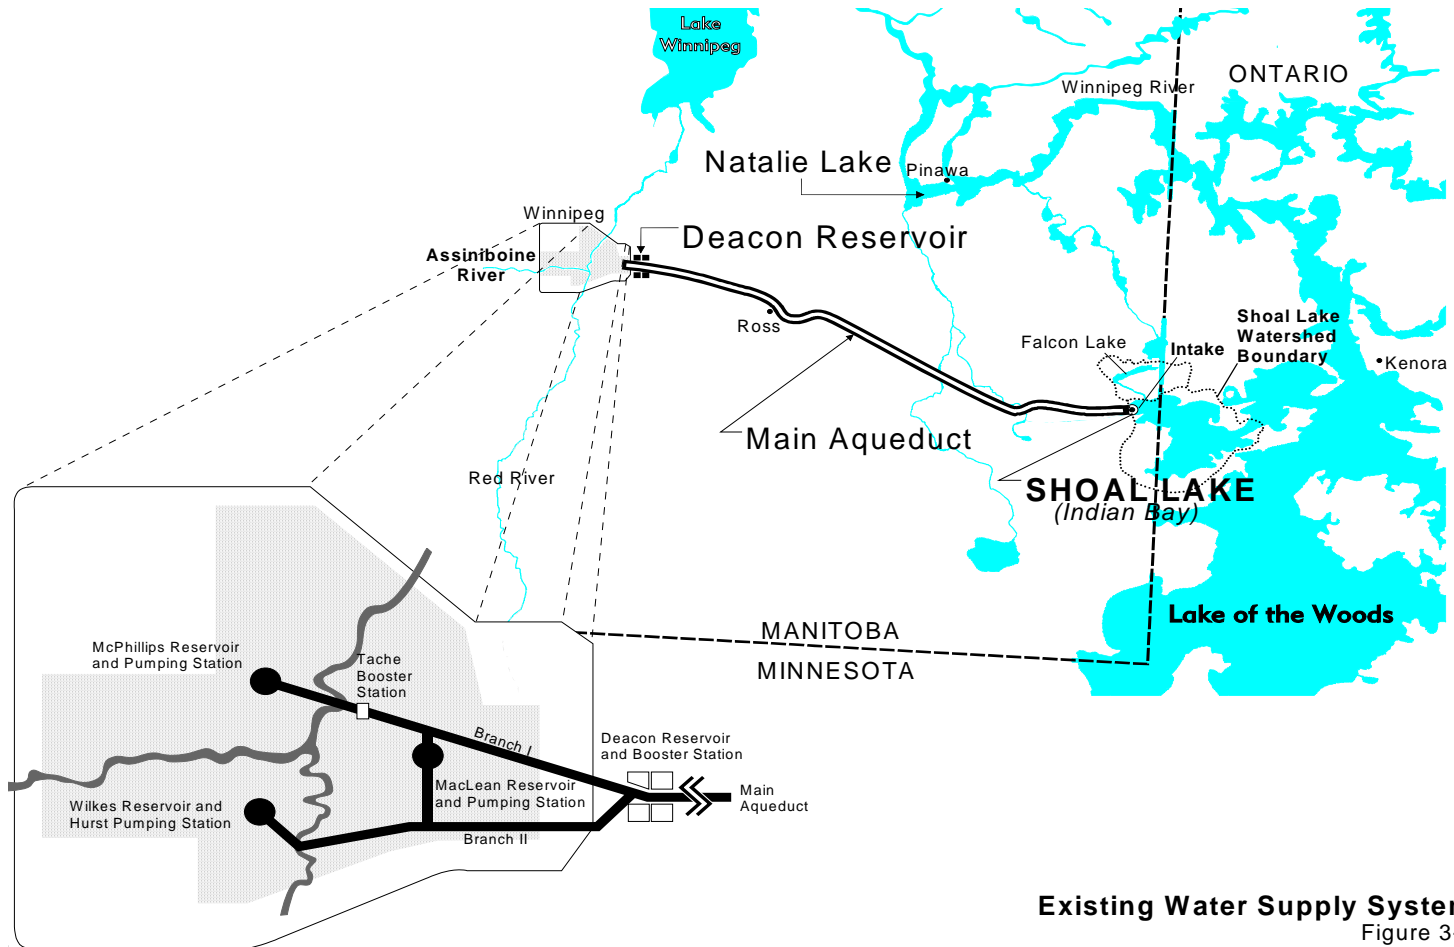 Lake
Winnipeg
ONTARIO
Winnipeg River
Natalie Lake
Pinawa
Winnipeg
Deacon Reservoir
Assiniboine
River
Ross
Shoal Lake
Watershed
Boundary
Falcon Lake
Intake
Kenora
Main Aqueduct
Red River
SHOAL LAKE
(Indian Bay)
Lake of the Woods
MANITOBA
MINNESOTA
McPhillips Reservoir
and Pumping Station
Tache
Booster
Station
Branch I
Deacon Reservoir
and Booster Station
MacLean Reservoir
and Pumping Station
Main
Aqueduct
Wilkes Reservoir and
Hurst Pumping Station
Branch II
Existing Water Supply System
Figure 3